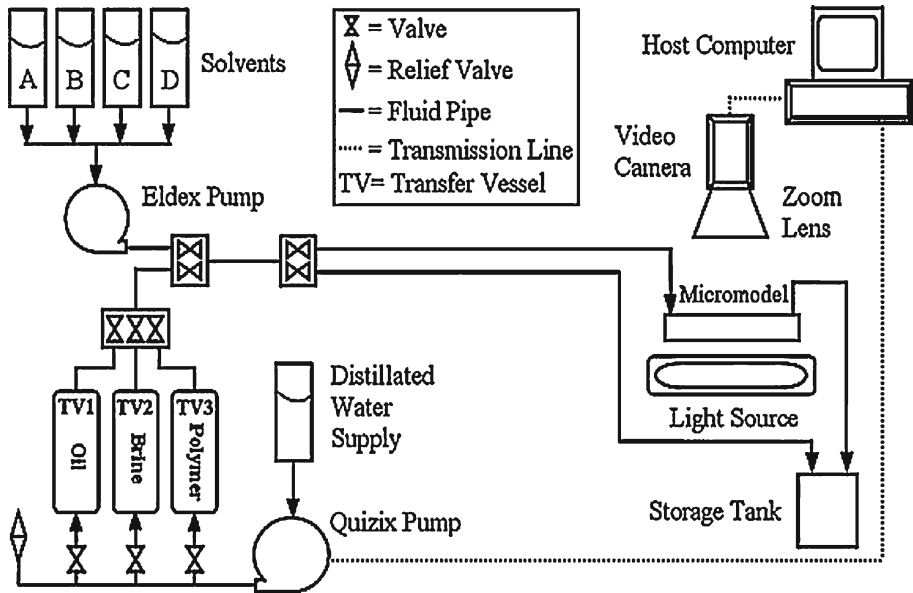 A B C D
Solvents
Eldex Pump
= Valve
= Relief Valve
= Fluid Pipe
= Transmission Line
TV= Transfer Vessel
Host Computer
Video
Camera
Zoom
Lens
Micromodel
Light Source
Storage Tank
TV1
Oil
TV2
Brine
TV3
Polymer
Distillated
Water
Supply
Quizix Pump